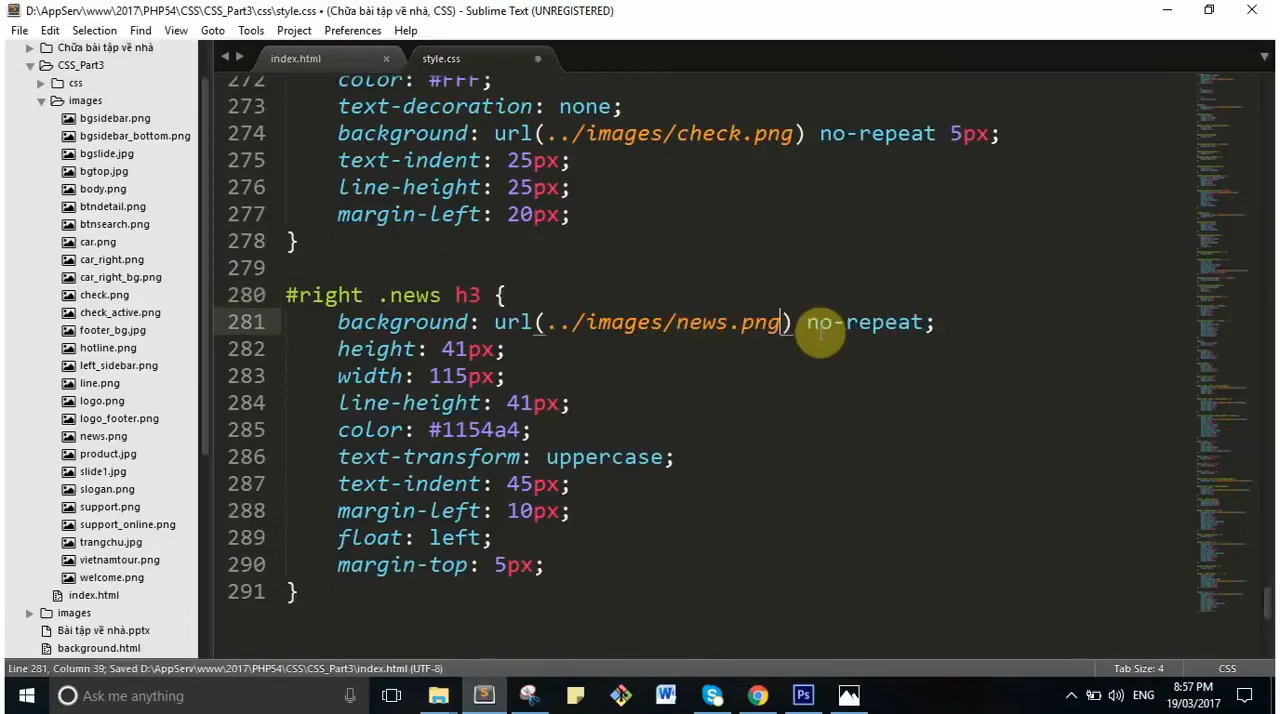 D:\AppServ\www\2017\PHP54\CSS\CSS_Part3\css\style.css • (Chữa bài tập về nhà, CSS) - Sublime Text (UNREGISTERED)
File Edit Selection Find View Goto Tools Project Preferences Help
Chữa bài tập về nhà
CSS_Part3
css
images
bgsidebar.png
bgsidebar_bottom.png
bgslide.jpg
bgtop.jpg
body.png
btndetail.png
btnsearch.png
car.png
car_right.png
car_right_bg.png
check.png
check_active.png
footer_bg.jpg
hotline.png
left_sidebar.png
line.png
logo.png
logo_footer.png
news.png
product.jpg
slide1.jpg
slogan.png
support.png
support_online.png
trangchu.jpg
vietnamtour.png
welcome.png
index.html
images
Bài tập về nhà.pptx
background.html
index.html × style.css
272 color: #FFF;
273 text-decoration: none;
274 background: url(../images/check.png) no-repeat 5px;
275 text-indent: 25px;
276 line-height: 25px;
277 margin-left: 20px;
278 }
279
280 #right .news h3 {
281 background: url(../images/news.png) no-repeat;
282 height: 41px;
283 width: 115px;
284 line-height: 41px;
285 color: #1154a4;
286 text-transform: uppercase;
287 text-indent: 45px;
288 margin-left: 10px;
289 float: left;
290 margin-top: 5px;
291 }
Line 281, Column 39; Saved D:\AppServ\www\2017\PHP54\CSS\CSS_Part3\index.html (UTF-8)
Tab Size: 4 CSS
Ask me anything
ENG
8:57 PM
19/03/2017